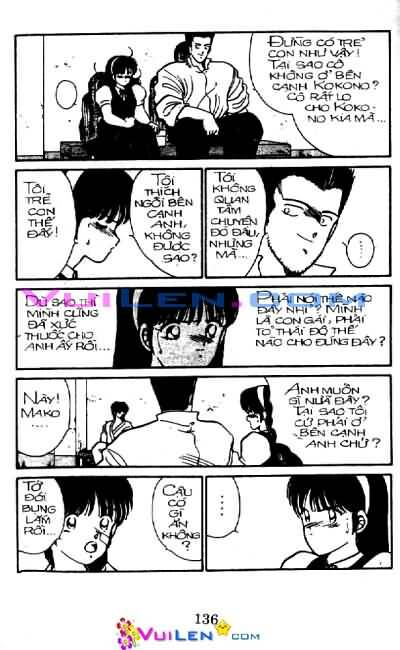 ĐỪNG CÓ TRẺ
CON NHƯ VẬY!
TẠI SAO CÔ
KHÔNG Ở BÊN
CẠNH KOKONO?
CÔ RẤT LO
CHO KOKO-
NO KIA MÀ...
TÔI
TRẺ
CON
THẾ
ĐẤY!
TÔI
THÍCH
NGỒI BÊN
CẠNH
ANH,
KHÔNG
ĐƯỢC
SAO?
TÔI
KHÔNG
QUAN
TÂM
CHUYỆN
ĐÓ ĐÂU,
NHƯNG
MÀ...
....
DÙ SAO THÌ
MÌNH CŨNG
ĐÃ XỨC
THUỐC CHO
ANH ẤY RỒI...
PHẢI NÓI THẾ NÀO
ĐÂY NHỈ? MÌNH
LÀ CON GÁI, PHẢI
TỎ THÁI ĐỘ THẾ
NÀO CHO ĐÚNG ĐÂY?
VUILEN.COM
NÀY!
MAKO...
ANH MUỐN
GÌ NỮA ĐÂY?
TẠI SAO TÔI
CỨ PHẢI Ở
BÊN CẠNH
ANH CHỨ?
TỚ
ĐÓI
BỤNG
LẮM
RỒI...
CẬU
CÓ
GÌ
ĂN
KHÔNG?
....
136
VUILEN.COM